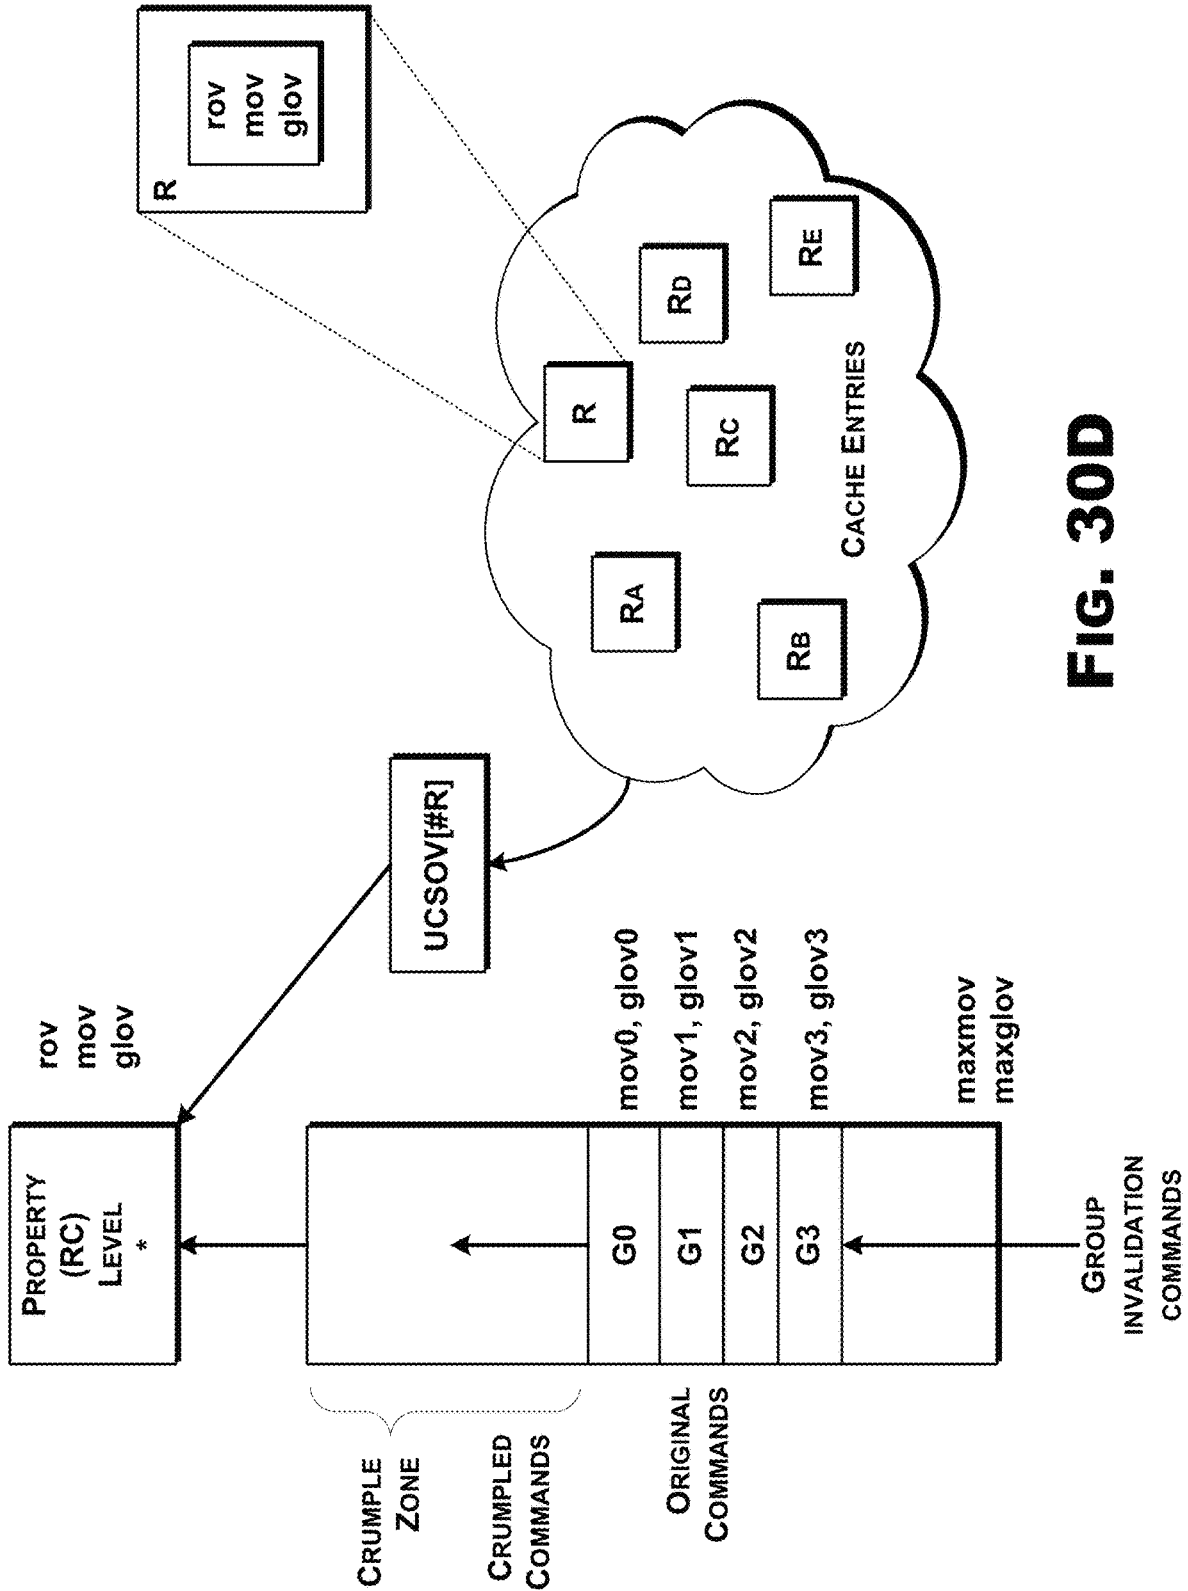 PROPERTY
(RC)
LEVEL
*
rov
mov
glov
R
rov
mov
glov
CRUMPLE
ZONE
CRUMPLED
COMMANDS
UCSOV[#R]
G0
mov0, glov0
G1
mov1, glov1
G2
mov2, glov2
G3
mov3, glov3
ORIGINAL
COMMANDS
maxmov
maxglov
GROUP
INVALIDATION
COMMANDS
R
RA
RD
RC
RB
RE
CACHE ENTRIES
FIG. 30D